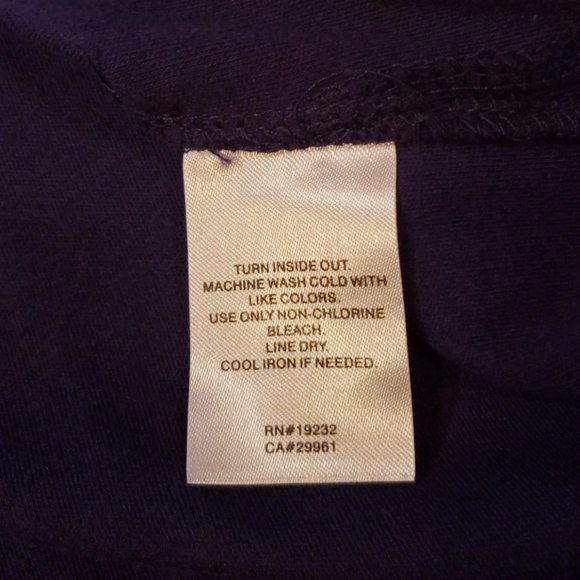 TURN INSIDE OUT.
MACHINE WASH COLD WITH
LIKE COLORS.
USE ONLY NON-CHLORINE
BLEACH.
LINE DRY.
COOL IRON IF NEEDED.
RN#19232
CA#29961